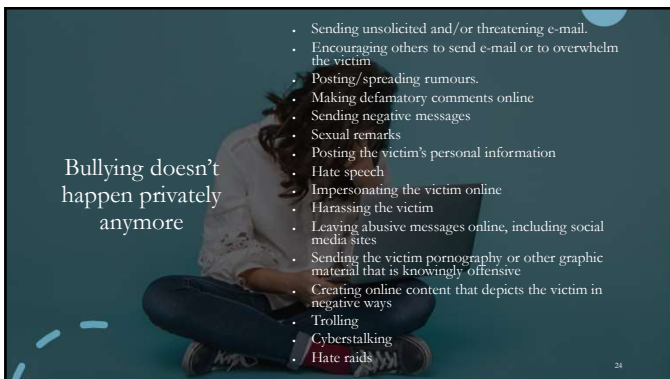 Bullying doesn't
happen privately
anymore
• Sending unsolicited and/or threatening e-mail.
• Encouraging others to send e-mail or to overwhelm
the victim
• Posting/spreading rumours.
• Making defamatory comments online
• Sending negative messages
• Sexual remarks
• Posting the victim's personal information
• Hate speech
• Impersonating the victim online
• Harassing the victim
• Leaving abusive messages online, including social
media sites
• Sending the victim pornography or other graphic
material that is knowingly offensive
• Creating online content that depicts the victim in
negative ways
• Trolling
• Cyberstalking
• Hate raids
24